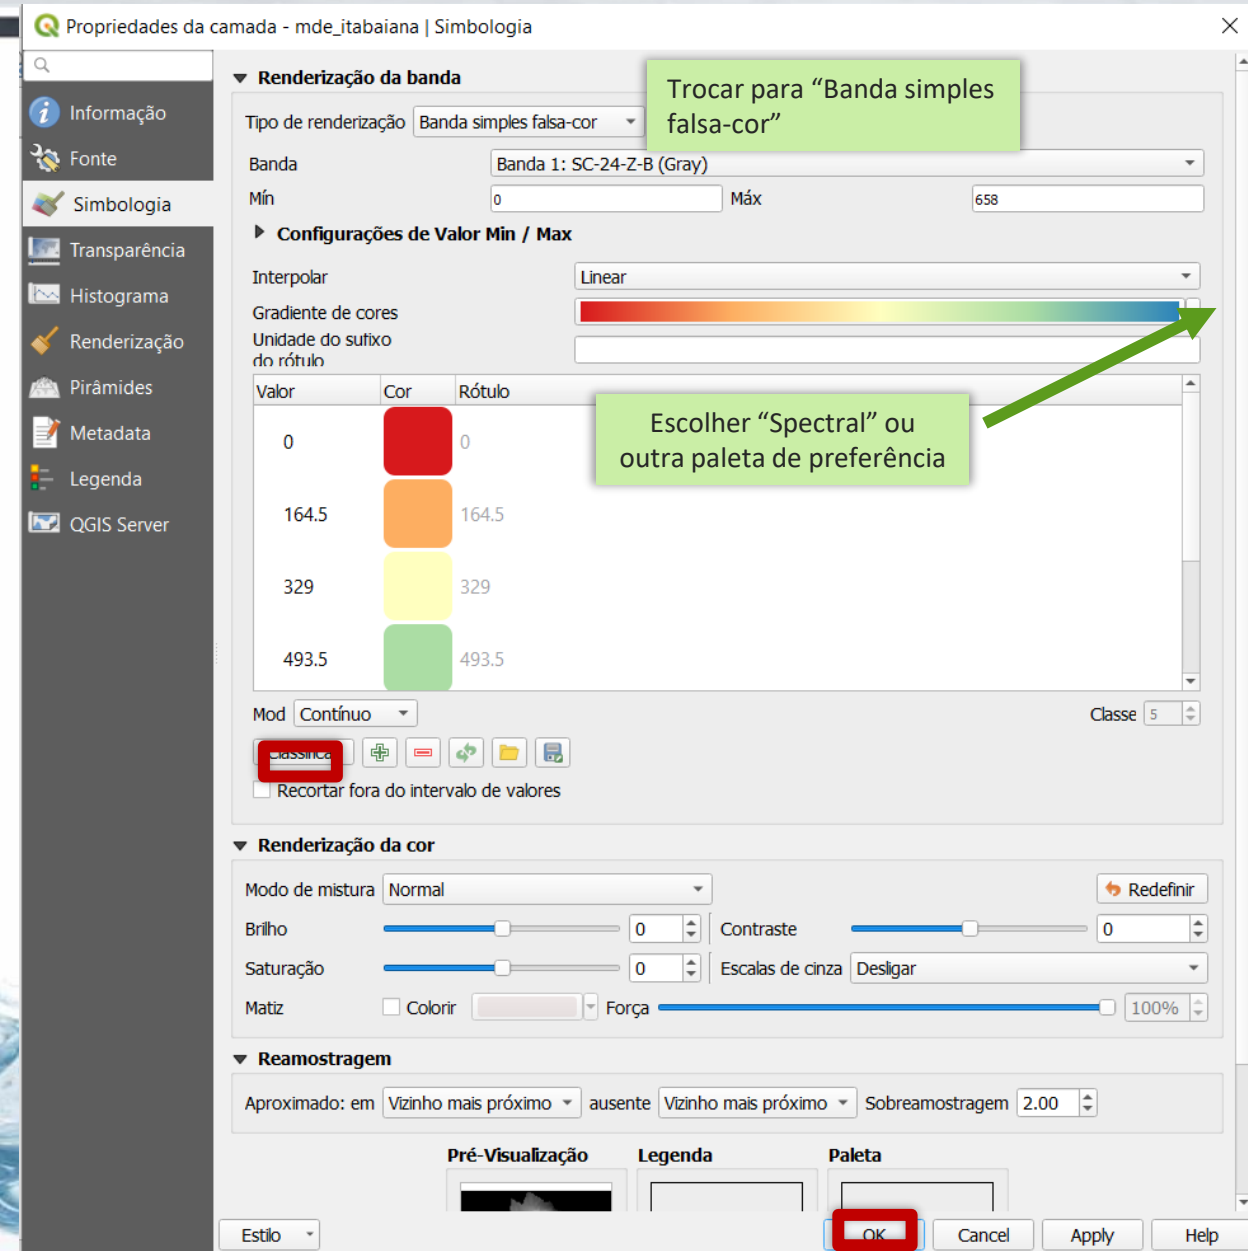 Propriedades da camada - mde_itabaiana | Simbologia
Informação
Fonte
Simbologia
Transparência
Histograma
Renderização
Pirâmides
Metadata
Legenda
QGIS Server
Renderização da banda
Trocar para “Banda simples
falsa-cor”
Tipo de renderização Banda simples falsa-cor
Banda Banda 1: SC-24-Z-B (Gray)
Mín 0 Máx 658
Configurações de Valor Min / Max
Interpolar Linear
Gradiente de cores
Unidade do sufixo
do rótulo
Valor Cor Rótulo
Escolher “Spectral” ou
outra paleta de preferência
0 0
164.5 164.5
329 329
493.5 493.5
Mod Contínuo Classe 5
Recortar fora do intervalo de valores
Renderização da cor
Modo de mistura Normal Redefinir
Brilho 0 Contraste 0
Saturação 0 Escalas de cinza Desligar
Matiz Colorir Força 100%
Reamostragem
Aproximado: em Vizinho mais próximo ausente Vizinho mais próximo Sobreamostragem 2.00
Pré-Visualização Legenda Paleta
Estilo OK Cancel Apply Help